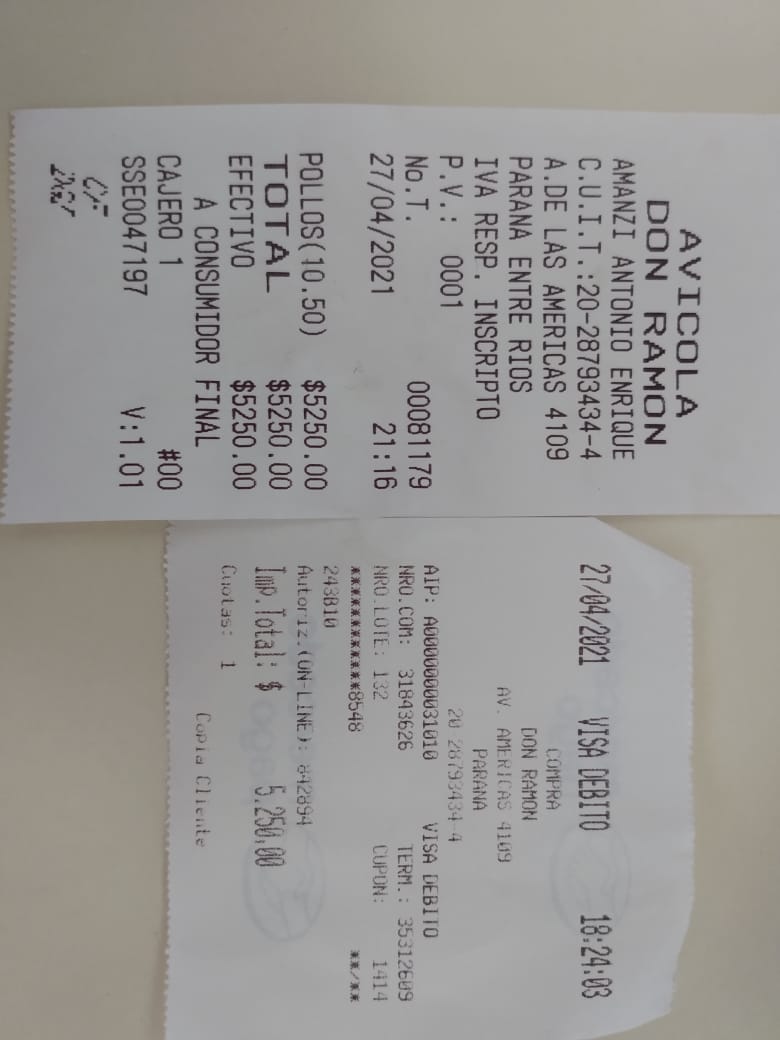 AVICOLA
DON RAMON
AMANZI ANTONIO ENRIQUE
C.U.I.T.:20-28793434-4
A.DE LAS AMERICAS 4109
PARANA ENTRE RIOS
IVA RESP. INSCRIPTO
P.V.: 0001
No.T. 00081179
27/04/2021 21:16
POLLOS(10.50) $5250.00
TOTAL $5250.00
EFECTIVO $5250.00
A CONSUMIDOR FINAL
CAJERO 1 #00
SSE0047197 V:1.01
CF
DGI
27/04/2021 VISA DEBITO 18:24:03
COMPRA
DON RAMON
AV. AMERICAS 4109
PARANA
20 28793434-4
AIP: A0000000031010 VISA DEBITO
NRO.COM: 31843626 TERM.: 35312609
NRO.LOTE: 132 CUPON: 1414
************8548 **/**
243810
Autoriz.(ON-LINE): 842894
Imp.Total: $ 5.250,00
Cuotas: 1
Copia Cliente